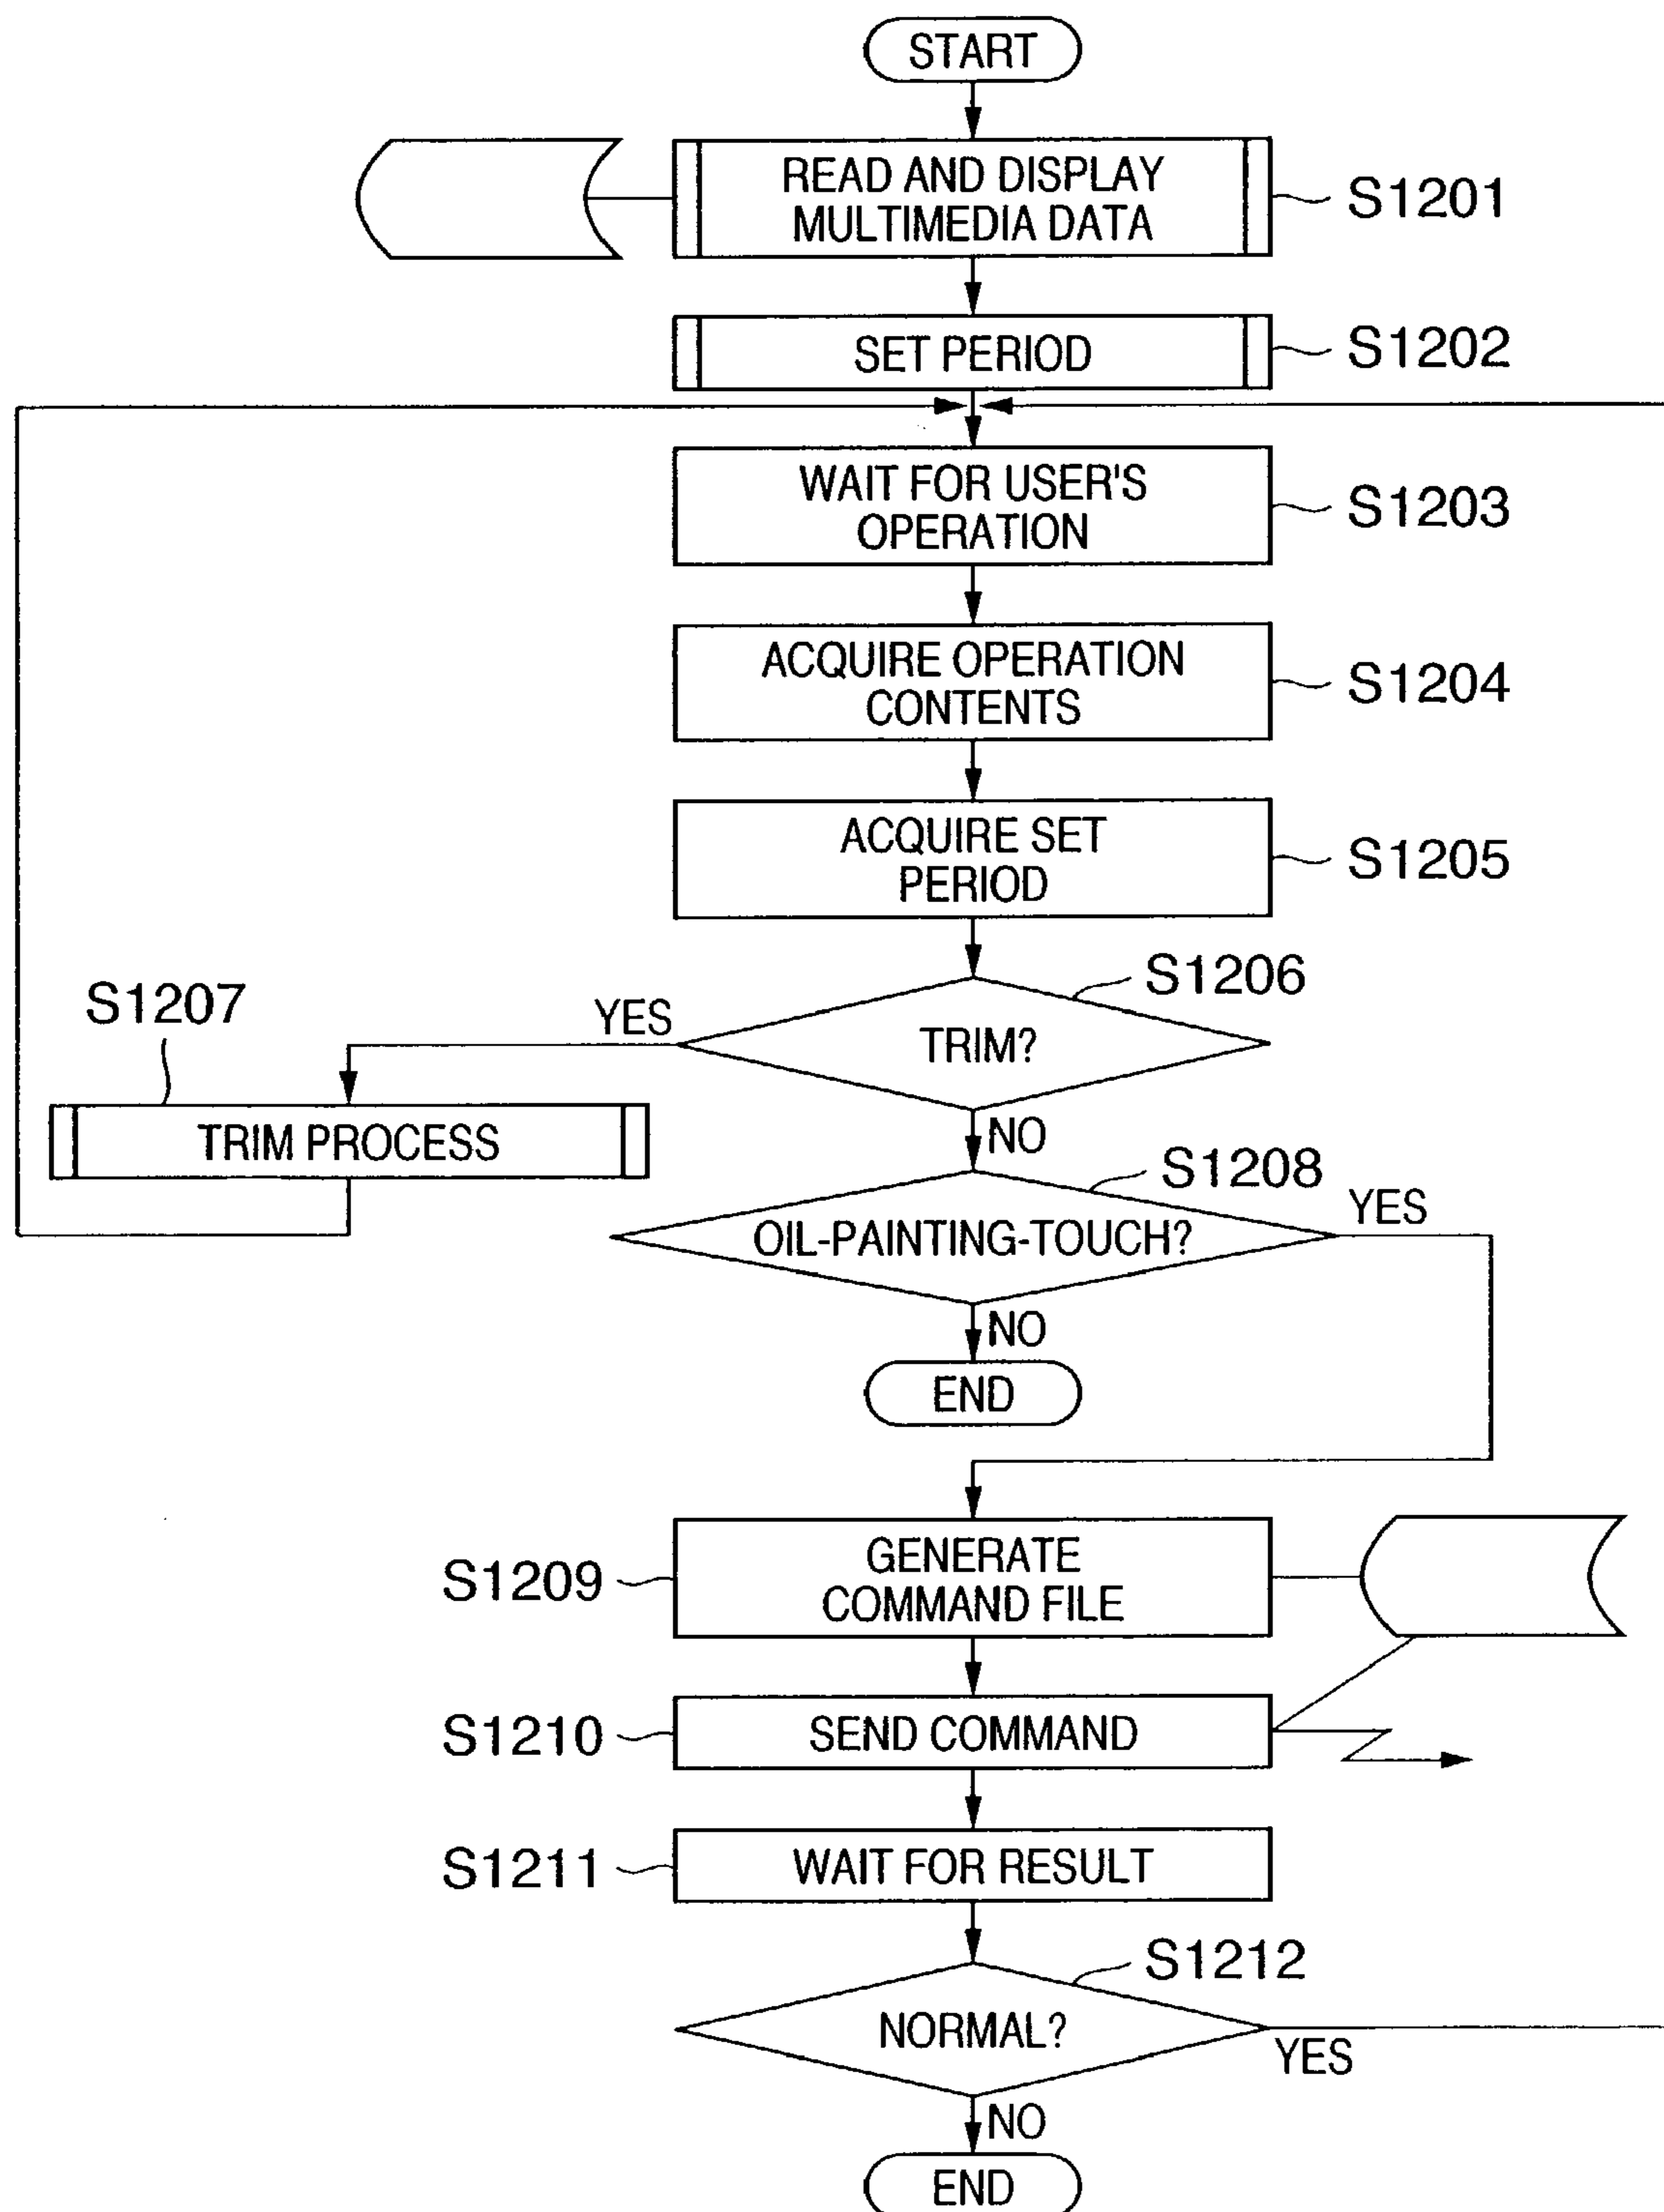 START
READ AND DISPLAY
MULTIMEDIA DATA
S1201
SET PERIOD
S1202
WAIT FOR USER'S
OPERATION
S1203
ACQUIRE OPERATION
CONTENTS
S1204
ACQUIRE SET
PERIOD
S1205
S1206
TRIM?
YES
S1207
TRIM PROCESS
NO
S1208
OIL-PAINTING-TOUCH?
YES
NO
END
GENERATE
COMMAND FILE
S1209
S1210
SEND COMMAND
S1211
WAIT FOR RESULT
S1212
NORMAL?
YES
NO
END